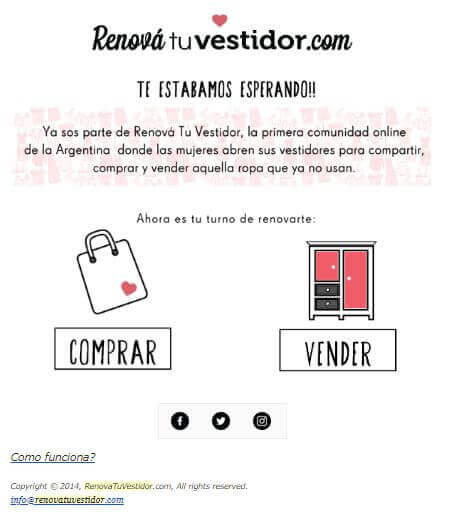 Renová tu vestidor.com
TE ESTABAMOS ESPERANDO!!
Ya sos parte de Renová Tu Vestidor, la primera comunidad online
de la Argentina donde las mujeres abren sus vestidores para compartir,
comprar y vender aquella ropa que ya no usan.
Ahora es tu turno de renovarte:
COMPRAR
VENDER
Como funciona?
Copyright © 2014, RenovaTuVestidor.com, All rights reserved.
info@renovatuvestidor.com